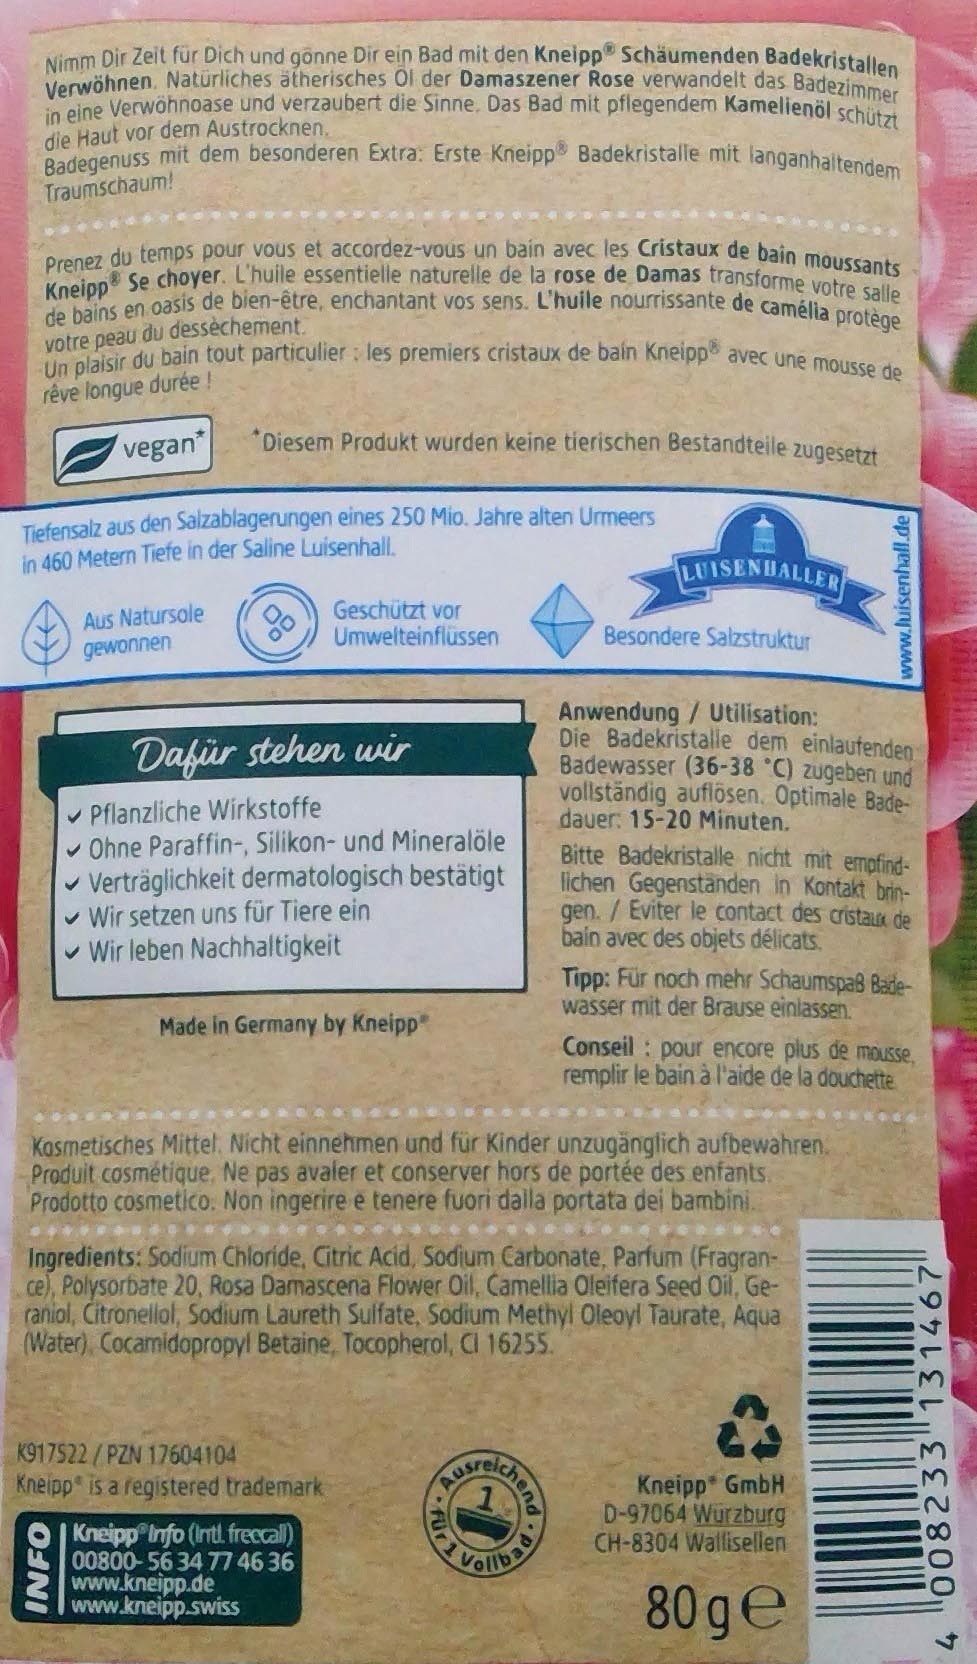 Nimm Dir Zeit für Dich und gönne Dir ein Bad mit den Kneipp® Schäumenden Badekristallen
Verwöhnen. Natürliches ätherisches Öl der Damaszener Rose verwandelt das Badezimmer
in eine Verwöhnoase und verzaubert die Sinne. Das Bad mit pflegendem Kamelienöl schützt
die Haut vor dem Austrocknen.
Badegenuss mit dem besonderen Extra: Erste Kneipp® Badekristalle mit langanhaltendem
Traumschaum!
Prenez du temps pour vous et accordez-vous un bain avec les Cristaux de bain moussants
Kneipp® Se choyer. L'huile essentielle naturelle de la rose de Damas transforme votre salle
de bains en oasis de bien-être, enchantant vos sens. L'huile nourrissante de camélia protège
votre peau du dessèchement.
Un plaisir du bain tout particulier : les premiers cristaux de bain Kneipp® avec une mousse de
rêve longue durée !
vegan*
*Diesem Produkt wurden keine tierischen Bestandteile zugesetzt
Tiefensalz aus den Salzablagerungen eines 250 Mio. Jahre alten Urmeers
in 460 Metern Tiefe in der Saline Luisenhall.
LUISENHALLER
www.luisenhall.de
Aus Natursole
gewonnen
Geschützt vor
Umwelteinflüssen
Besondere Salzstruktur
Dafür stehen wir
✓ Pflanzliche Wirkstoffe
✓ Ohne Paraffin-, Silikon- und Mineralöle
✓ Verträglichkeit dermatologisch bestätigt
✓ Wir setzen uns für Tiere ein
✓ Wir leben Nachhaltigkeit
Made in Germany by Kneipp®
Anwendung / Utilisation:
Die Badekristalle dem einlaufenden
Badewasser (36-38 °C) zugeben und
vollständig auflösen. Optimale Bade-
dauer: 15-20 Minuten.
Bitte Badekristalle nicht mit empfind-
lichen Gegenständen in Kontakt brin-
gen. / Eviter le contact des cristaux de
bain avec des objets délicats.
Tipp: Für noch mehr Schaumspaß Bade-
wasser mit der Brause einlassen.
Conseil : pour encore plus de mousse,
remplir le bain à l'aide de la douchette
Kosmetisches Mittel. Nicht einnehmen und für Kinder unzugänglich aufbewahren.
Produit cosmétique. Ne pas avaler et conserver hors de portée des enfants.
Prodotto cosmetico. Non ingerire e tenere fuori dalla portata dei bambini.
Ingredients: Sodium Chloride, Citric Acid, Sodium Carbonate, Parfum (Fragran-
ce), Polysorbate 20, Rosa Damascena Flower Oil, Camellia Oleifera Seed Oil, Ge-
raniol, Citronellol, Sodium Laureth Sulfate, Sodium Methyl Oleoyl Taurate, Aqua
(Water), Cocamidopropyl Betaine, Tocopherol, CI 16255.
K917522 / PZN 17604104
Kneipp® is a registered trademark
INFO
Kneipp® Info (Intl. freecall)
00800- 56 34 77 46 36
www.kneipp.de
www.kneipp.swiss
Ausreichend
1
für 1 Vollbad
Kneipp® GmbH
D-97064 Würzburg
CH-8304 Wallisellen
80 g e
4 008233 131467